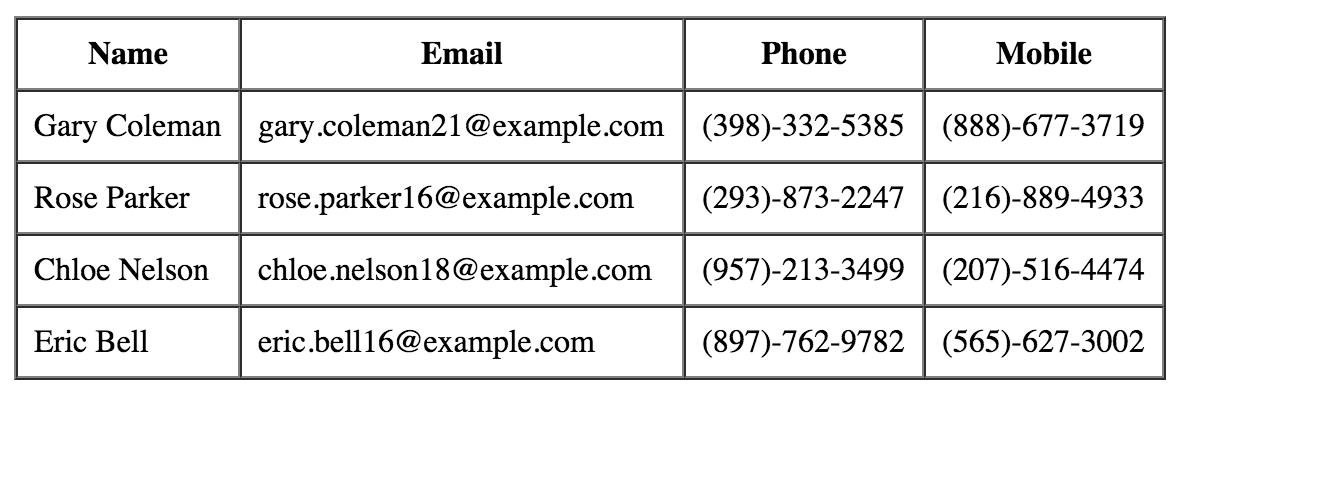 Name Email Phone Mobile
Gary Coleman gary.coleman21@example.com (398)-332-5385 (888)-677-3719
Rose Parker rose.parker16@example.com (293)-873-2247 (216)-889-4933
Chloe Nelson chloe.nelson18@example.com (957)-213-3499 (207)-516-4474
Eric Bell eric.bell16@example.com (897)-762-9782 (565)-627-3002